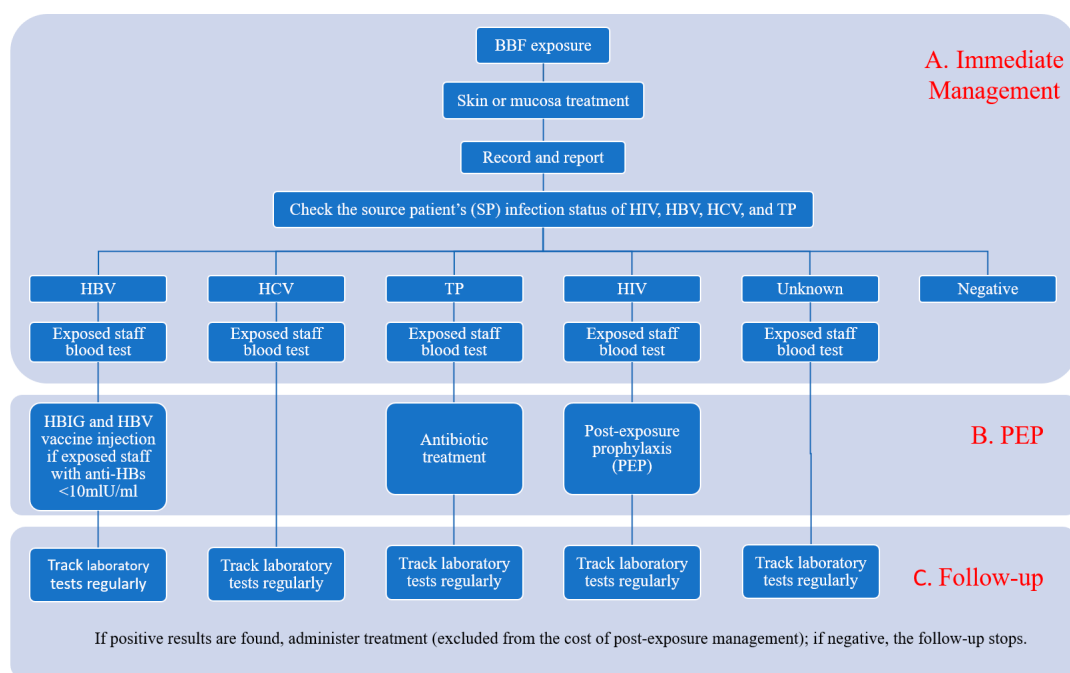 BBF exposure
A. Immediate
Management
Skin or mucosa treatment
Record and report
Check the source patient's (SP) infection status of HIV, HBV, HCV, and TP
HBV
HCV
TP
HIV
Unknown
Negative
Exposed staff
blood test
Exposed staff
blood test
Exposed staff
blood test
Exposed staff
blood test
Exposed staff
blood test
HBIG and HBV
vaccine injection
if exposed staff
with anti-HBs
<10mlU/ml
Antibiotic
treatment
Post-exposure
prophylaxis
(PEP)
B. PEP
Track laboratory
tests regularly
Track laboratory
tests regularly
Track laboratory
tests regularly
Track laboratory
tests regularly
Track laboratory
tests regularly
C. Follow-up
If positive results are found, administer treatment (excluded from the cost of post-exposure management); if negative, the follow-up stops.